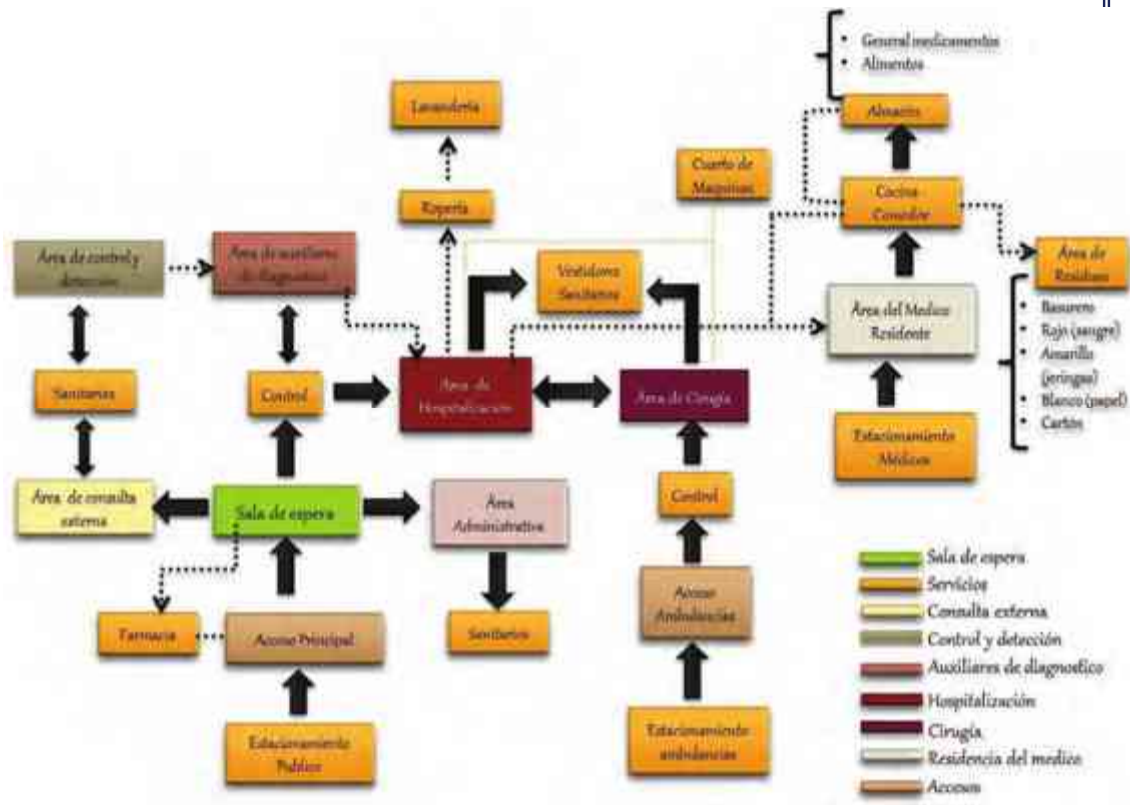 General medicamentos
Alimentos
Almacén
Lavandería
Cuarto de
Maquinas
Cocina
Comedor
Ropería
Área de control y
detección
Área de auxiliares
de diagnostico
Vestidores
Sanitarios
Área de
Residuos
Área del Medico
Residente
Basurero
Rojo (sangre)
Amarillo
(jeringas)
Blanco (papel)
Cartón
Sanitarios
Control
Área de
Hospitalización
Área de Cirugía
Estacionamiento
Médicos
Área de consulta
externa
Sala de espera
Área
Administrativa
Control
Sala de espera
Servicios
Consulta externa
Control y detección
Auxiliares de diagnostico
Hospitalización
Cirugía
Residencia del medico
Accesos
Farmacia
Acceso Principal
Sanitarios
Acceso
Ambulancias
Estacionamiento
Publico
Estacionamiento
ambulancias